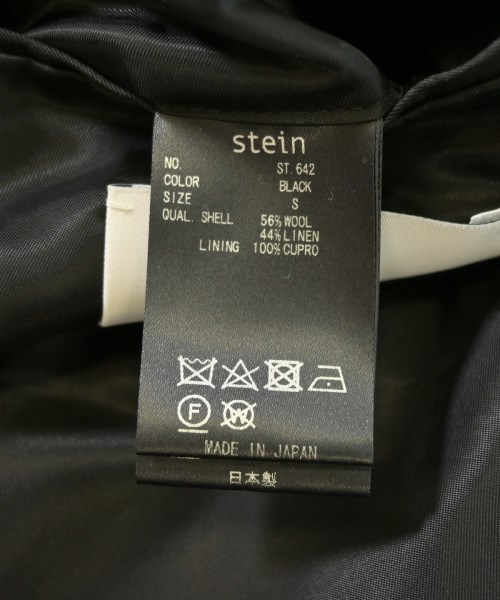 stein
NO. ST.642
COLOR BLACK
SIZE S
QUAL. SHELL 56%WOOL
44%LINEN
LINING 100%CUPRO
F W
MADE IN JAPAN
日本製